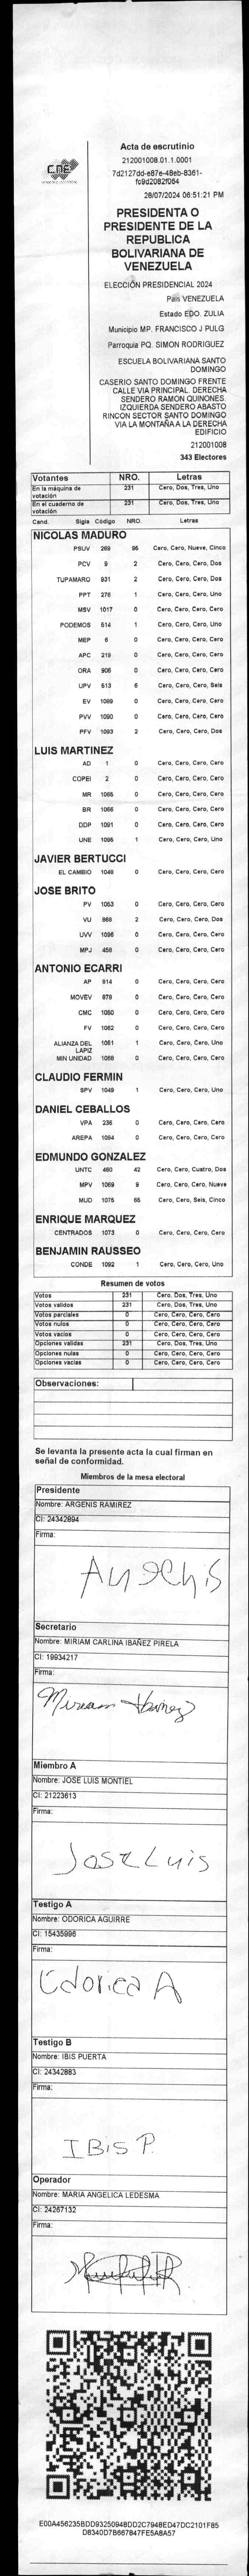 CNE
Acta de escrutinio
212001008.01.1.0001
7d2127dd-e87e-48eb-8361-
fc9d2082f064
28/07/2024 06:51:21 PM
PRESIDENTA O
PRESIDENTE DE LA
REPUBLICA
BOLIVARIANA DE
VENEZUELA
ELECCIÓN PRESIDENCIAL 2024
País VENEZUELA
Estado EDO. ZULIA
Municipio MP. FRANCISCO J PULG
Parroquia PQ. SIMON RODRIGUEZ
ESCUELA BOLIVARIANA SANTO
DOMINGO
CASERIO SANTO DOMINGO FRENTE
CALLE VIA PRINCIPAL. DERECHA
SENDERO RAMON QUINONES.
IZQUIERDA SENDERO ABASTO
RINCON SECTOR SANTO DOMINGO
VIA LA MONTAÑA A LA DERECHA
EDIFICIO
212001008
343 Electores
Votantes NRO. Letras
En la máquina de votación 231 Cero, Dos, Tres, Uno
En el cuaderno de votación 231 Cero, Dos, Tres, Uno
Cand. Sigla Código NRO. Letras
NICOLAS MADURO
PSUV 269 95 Cero, Cero, Nueve, Cinco
PCV 9 2 Cero, Cero, Cero, Dos
TUPAMARO 931 2 Cero, Cero, Cero, Dos
PPT 276 1 Cero, Cero, Cero, Uno
MSV 1017 0 Cero, Cero, Cero, Cero
PODEMOS 514 1 Cero, Cero, Cero, Uno
MEP 6 0 Cero, Cero, Cero, Cero
APC 219 0 Cero, Cero, Cero, Cero
ORA 906 0 Cero, Cero, Cero, Cero
UPV 613 6 Cero, Cero, Cero, Seis
EV 1089 0 Cero, Cero, Cero, Cero
PVV 1090 0 Cero, Cero, Cero, Cero
PFV 1093 2 Cero, Cero, Cero, Dos
LUIS MARTINEZ
AD 1 0 Cero, Cero, Cero, Cero
COPEI 2 0 Cero, Cero, Cero, Cero
MR 1065 0 Cero, Cero, Cero, Cero
BR 1066 0 Cero, Cero, Cero, Cero
DDP 1091 0 Cero, Cero, Cero, Cero
UNE 1095 1 Cero, Cero, Cero, Uno
JAVIER BERTUCCI
EL CAMBIO 1048 0 Cero, Cero, Cero, Cero
JOSE BRITO
PV 1053 0 Cero, Cero, Cero, Cero
VU 868 2 Cero, Cero, Cero, Dos
UVV 1096 0 Cero, Cero, Cero, Cero
MPJ 458 0 Cero, Cero, Cero, Cero
ANTONIO ECARRI
AP 914 0 Cero, Cero, Cero, Cero
MOVEV 878 0 Cero, Cero, Cero, Cero
CMC 1050 0 Cero, Cero, Cero, Cero
FV 1062 0 Cero, Cero, Cero, Cero
ALIANZA DEL LAPIZ 1051 1 Cero, Cero, Cero, Uno
MIN UNIDAD 1088 0 Cero, Cero, Cero, Cero
CLAUDIO FERMIN
SPV 1049 1 Cero, Cero, Cero, Uno
DANIEL CEBALLOS
VPA 236 0 Cero, Cero, Cero, Cero
AREPA 1094 0 Cero, Cero, Cero, Cero
EDMUNDO GONZALEZ
UNTC 460 42 Cero, Cero, Cuatro, Dos
MPV 1069 9 Cero, Cero, Cero, Nueve
MUD 1075 65 Cero, Cero, Seis, Cinco
ENRIQUE MARQUEZ
CENTRADOS 1073 0 Cero, Cero, Cero, Cero
BENJAMIN RAUSSEO
CONDE 1092 1 Cero, Cero, Cero, Uno
Resumen de votos
Votos 231 Cero, Dos, Tres, Uno
Votos validos 231 Cero, Dos, Tres, Uno
Votos parciales 0 Cero, Cero, Cero, Cero
Votos nulos 0 Cero, Cero, Cero, Cero
Votos vacios 0 Cero, Cero, Cero, Cero
Opciones validas 231 Cero, Dos, Tres, Uno
Opciones nulas 0 Cero, Cero, Cero, Cero
Opciones vacias 0 Cero, Cero, Cero, Cero
Observaciones:
Se levanta la presente acta la cual firman en
señal de conformidad.
Miembros de la mesa electoral
Presidente
Nombre: ARGENIS RAMIREZ
CI: 24342894
Firma:
Secretario
Nombre: MIRIAM CARLINA IBAÑEZ PIRELA
CI: 19934217
Firma:
Miriam Ibanez
Miembro A
Nombre: JOSE LUIS MONTIEL
CI: 21223613
Firma:
Jose Luis
Testigo A
Nombre: ODORICA AGUIRRE
CI: 15435996
Firma:
Odorica A
Testigo B
Nombre: IBIS PUERTA
CI: 24342883
Firma:
IBis P.
Operador
Nombre: MARIA ANGELICA LEDESMA
CI: 24267132
Firma:
E00A456235BDD93250948DD2C7948ED47DC2101F85
D8340D7B667847FE5A8A57